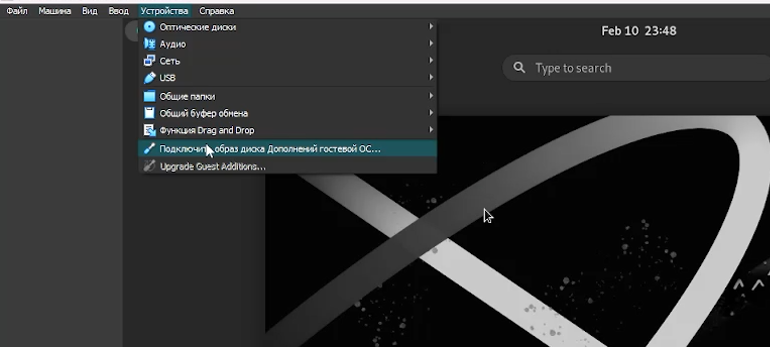 Файл Машина Вид Ввод Устройства Справка
Оптические диски
Аудио
Сеть
USB
Общие папки
Общий буфер обмена
Функция Drag and Drop
Подключить образ диска Дополнений гостевой ОС...
Upgrade Guest Additions...
Feb 10 23:48
Type to search